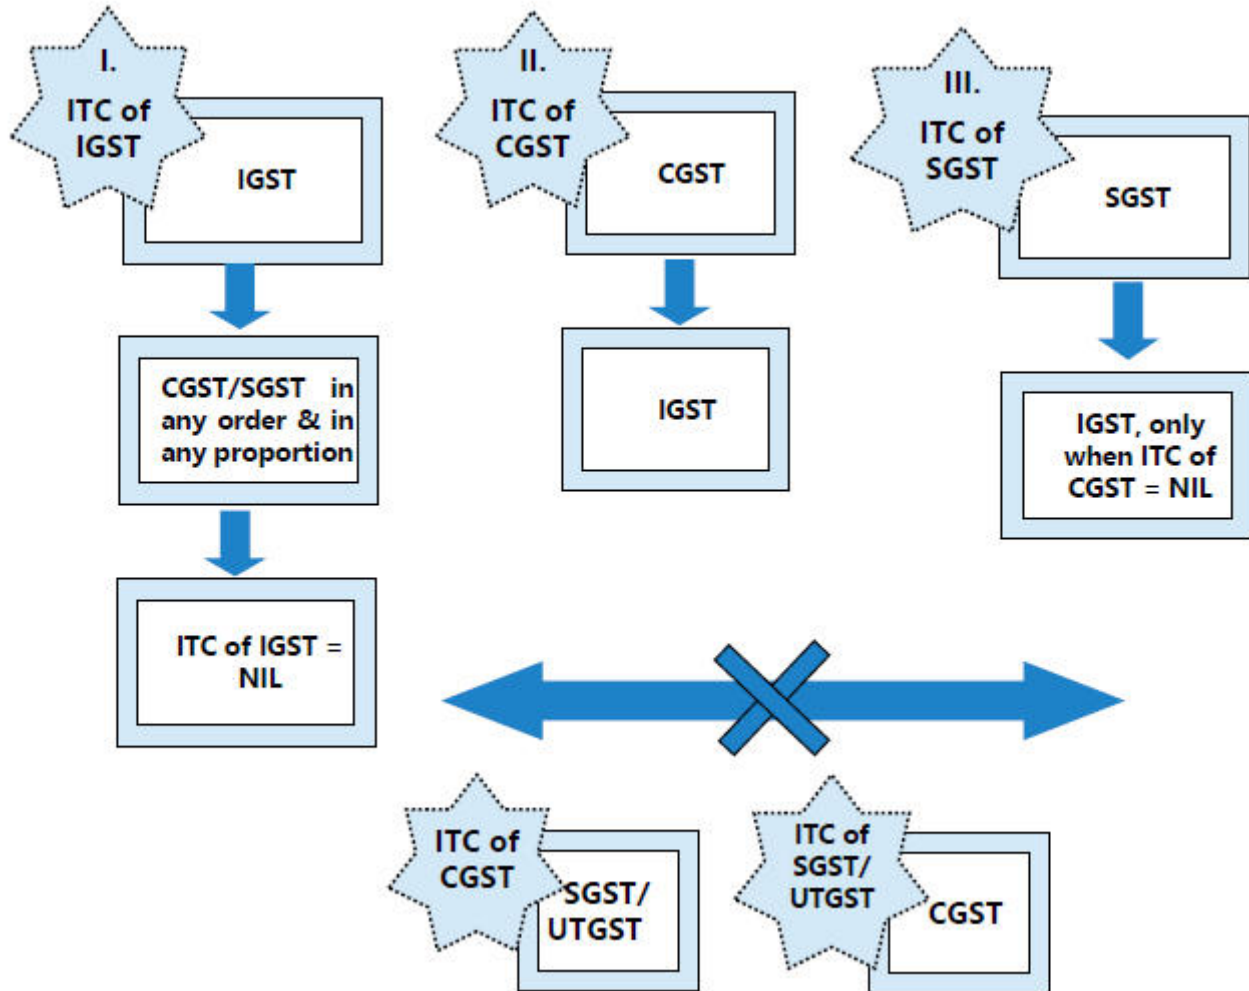 I.
ITC of
IGST
IGST
CGST/SGST in
any order & in
any proportion
ITC of IGST =
NIL
II.
ITC of
CGST
CGST
IGST
III.
ITC of
SGST
SGST
IGST, only
when ITC of
CGST = NIL
ITC of
CGST
SGST/
UTGST
ITC of
SGST/
UTGST
CGST